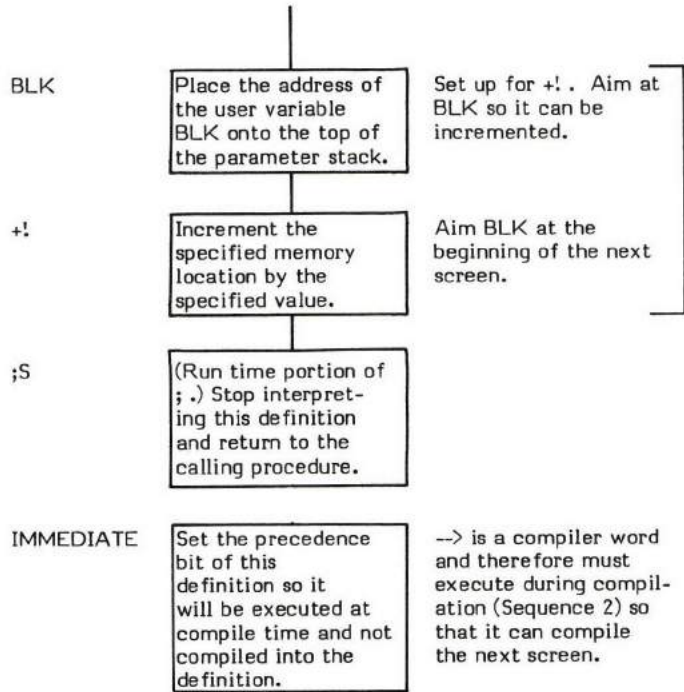 BLK
Place the address of
the user variable
BLK onto the top of
the parameter stack.
Set up for +!. Aim at
BLK so it can be
incremented.
+!
Increment the
specified memory
location by the
specified value.
Aim BLK at the
beginning of the next
screen.
;S
(Run time portion of
; .) Stop interpret-
ing this definition
and return to the
calling procedure.
IMMEDIATE
Set the precedence
bit of this
definition so it
will be executed at
compile time and not
compiled into the
definition.
--> is a compiler word
and therefore must
execute during compil-
ation (Sequence 2) so
that it can compile
the next screen.